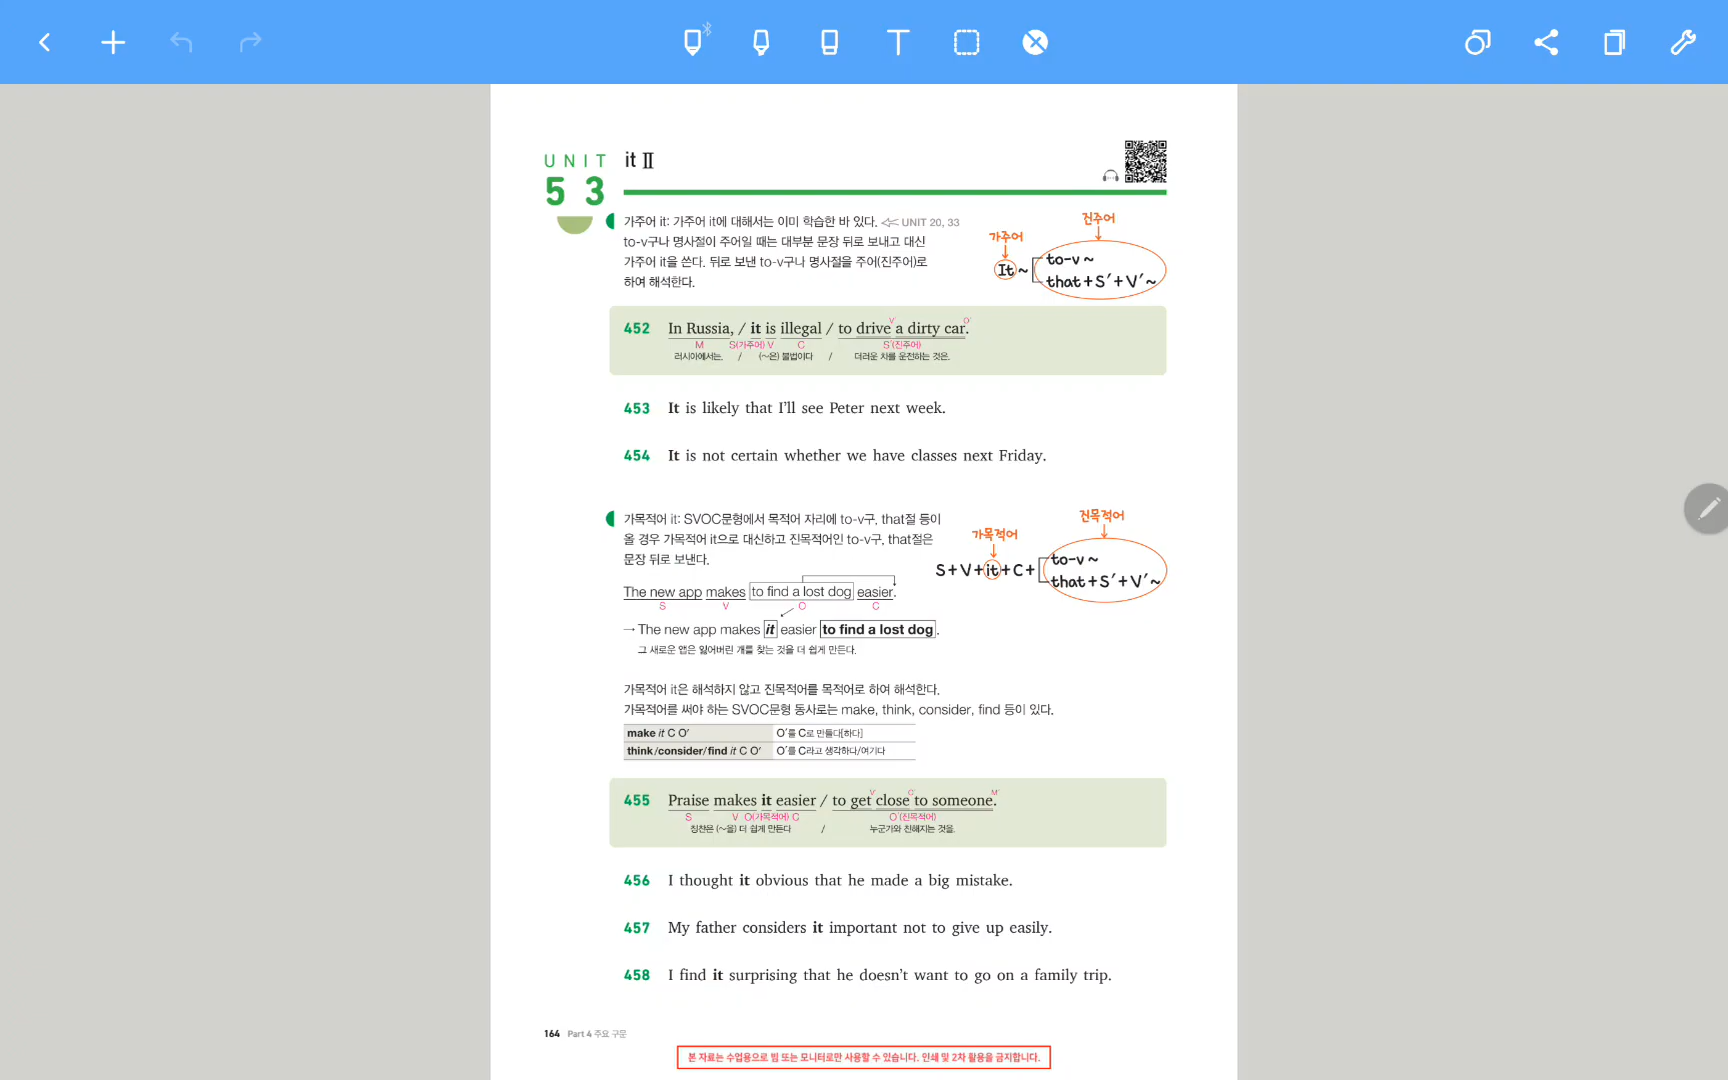 UNIT
53
it Ⅱ
가주어 it: 가주어 it에 대해서는 이미 학습한 바 있다. ≪ UNIT 20, 33
to-v구나 명사절이 주어일 때는 대부분 문장 뒤로 보내고 대신
가주어 it을 쓴다. 뒤로 보낸 to-v구나 명사절을 주어(진주어)로
하여 해석한다.
진주어
가주어
It ~ to-v ~
that+S′+V′~
452 In Russia, / it is illegal / to drive a dirty car.
V′ O′
M S(가주어) V C S′(진주어)
러시아에서는, / (~은) 불법이다 / 더러운 차를 운전하는 것은.
453 It is likely that I’ll see Peter next week.
454 It is not certain whether we have classes next Friday.
가목적어 it: SVOC문형에서 목적어 자리에 to-v구, that절 등이
올 경우 가목적어 it으로 대신하고 진목적어인 to-v구, that절은
문장 뒤로 보낸다.
진목적어
가목적어
S+V+it+C+ to-v ~
that+S′+V′~
The new app makes to find a lost dog easier.
S V O C
→ The new app makes it easier to find a lost dog.
그 새로운 앱은 잃어버린 개를 찾는 것을 더 쉽게 만든다.
가목적어 it은 해석하지 않고 진목적어를 목적어로 하여 해석한다.
가목적어를 써야 하는 SVOC문형 동사로는 make, think, consider, find 등이 있다.
make it C O′ O′를 C로 만들다[하다]
think/consider/find it C O′ O′를 C라고 생각하다/여기다
455 Praise makes it easier / to get close to someone.
V′ C′ M′
S V O(가목적어) C O′(진목적어)
칭찬은 (~을) 더 쉽게 만든다 / 누군가와 친해지는 것을.
456 I thought it obvious that he made a big mistake.
457 My father considers it important not to give up easily.
458 I find it surprising that he doesn’t want to go on a family trip.
164 Part 4 주요 구문
본 자료는 수업용으로 빔 또는 모니터로만 사용할 수 있습니다. 인쇄 및 2차 활용을 금지합니다.